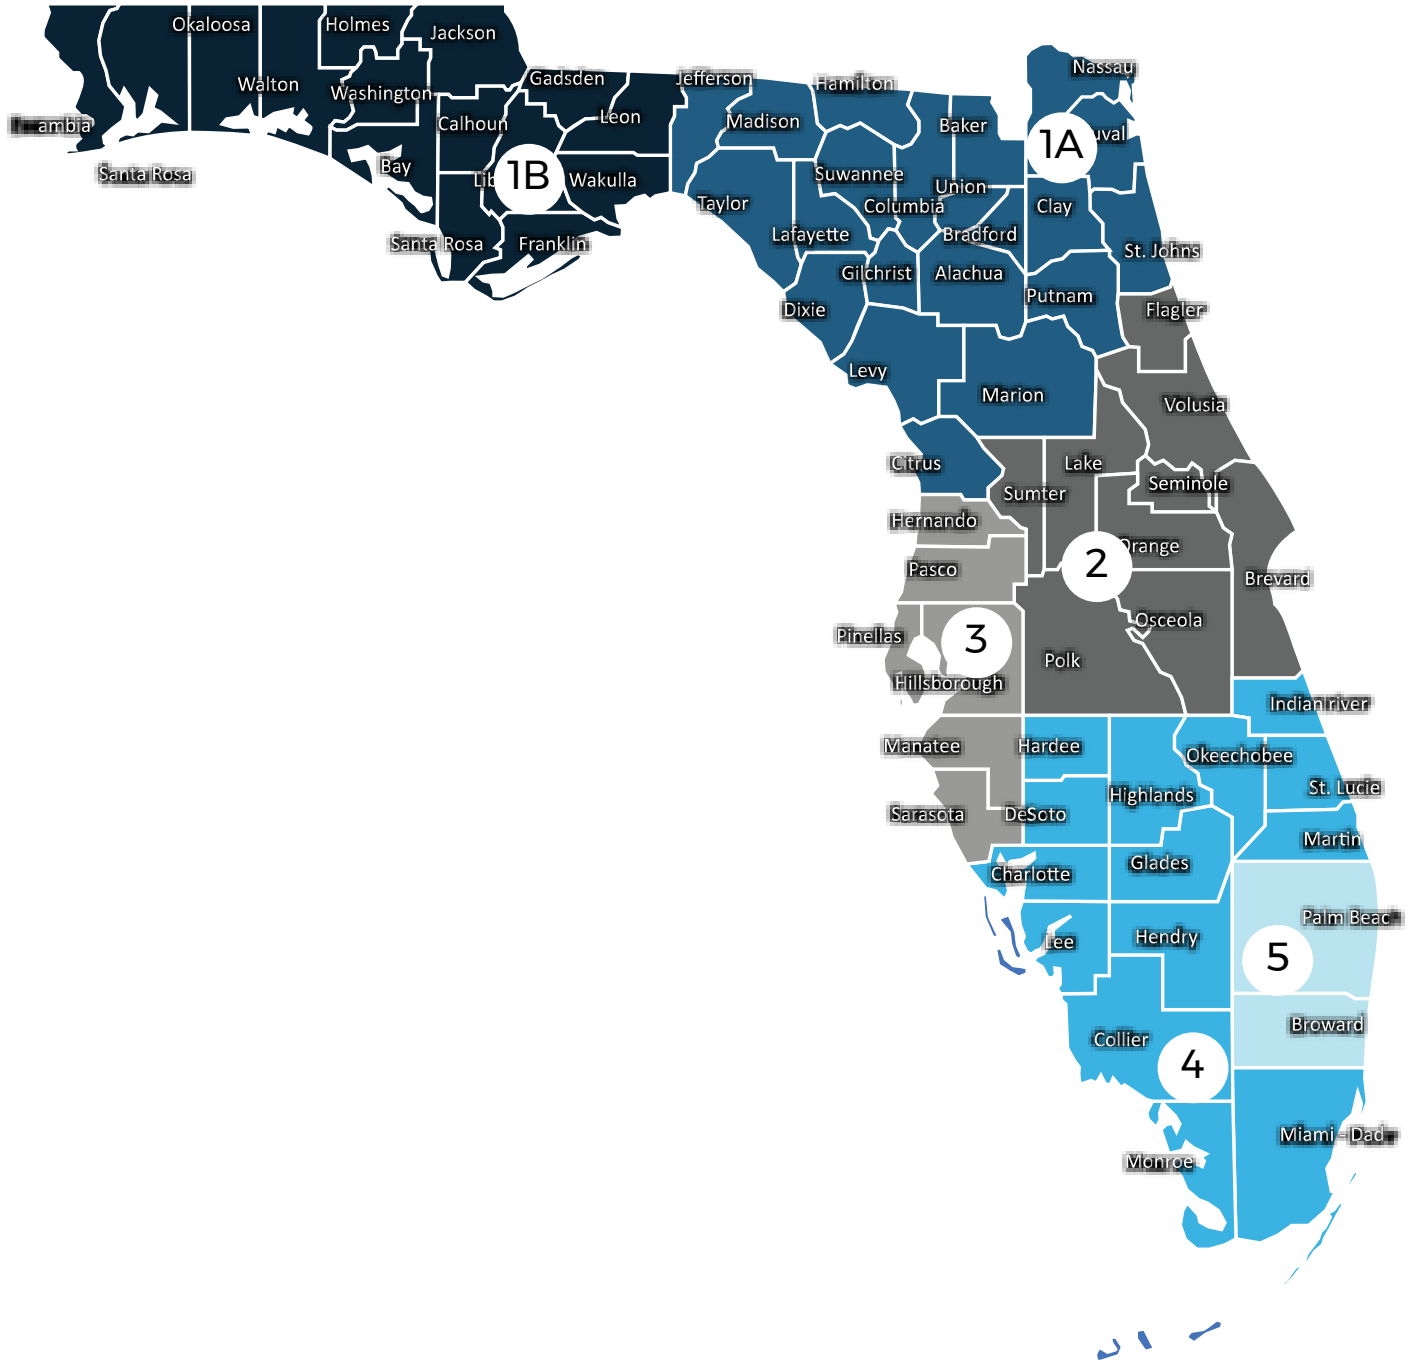 Okaloosa
Holmes
Jackson
Walton
Washington
Gadsden
Jefferson
Hamilton
Nassau
Santa Rosa
Bay
Calhoun
Leon
Madison
Baker
1A
1B
Wakulla
Taylor
Suwannee
Union
Columbia
Clay
Santa Rosa
Franklin
Lafayette
Bradford
St. Johns
Gilchrist
Alachua
Putnam
Dixie
Flagler
Levy
Marion
Volusia
Citrus
Lake
Sumter
Seminole
Hernando
Orange
Pasco
2
Brevard
Pinellas
3
Osceola
Polk
Hillsborough
Indian river
Manatee
Hardee
Okeechobee
Highlands
St. Lucie
Sarasota
DeSoto
Martin
Charlotte
Glades
Palm Beach
Lee
Hendry
5
Broward
Collier
4
Miami - Dade
Monroe